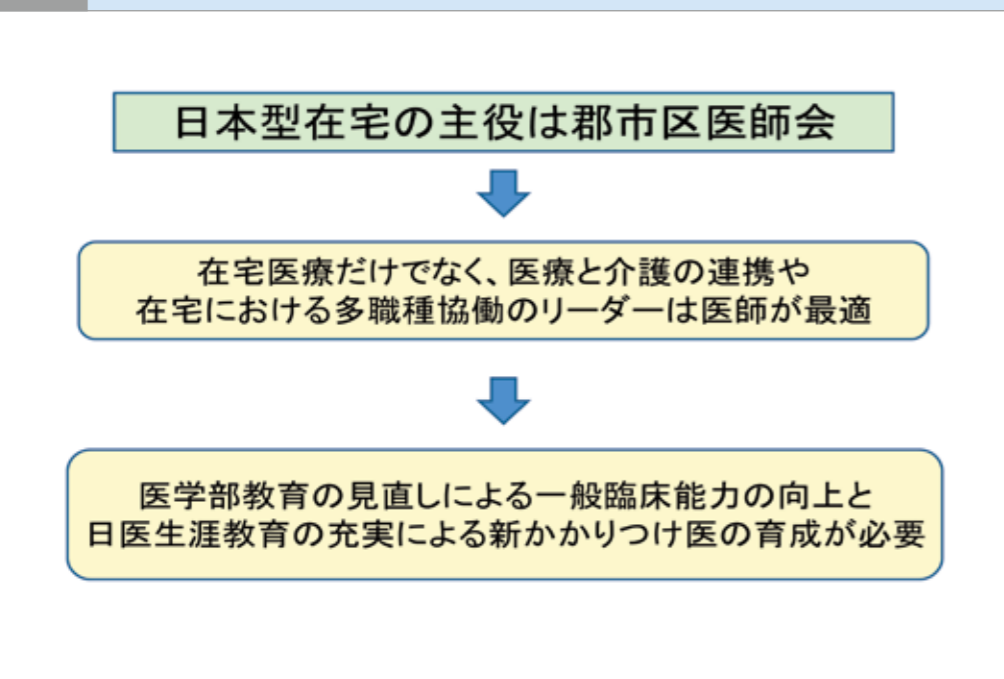 日本型在宅の主役は郡市区医師会
在宅医療だけでなく、医療と介護の連携や
在宅における多職種協働のリーダーは医師が最適
医学部教育の見直しによる一般臨床能力の向上と
日医生涯教育の充実による新かかりつけ医の育成が必要